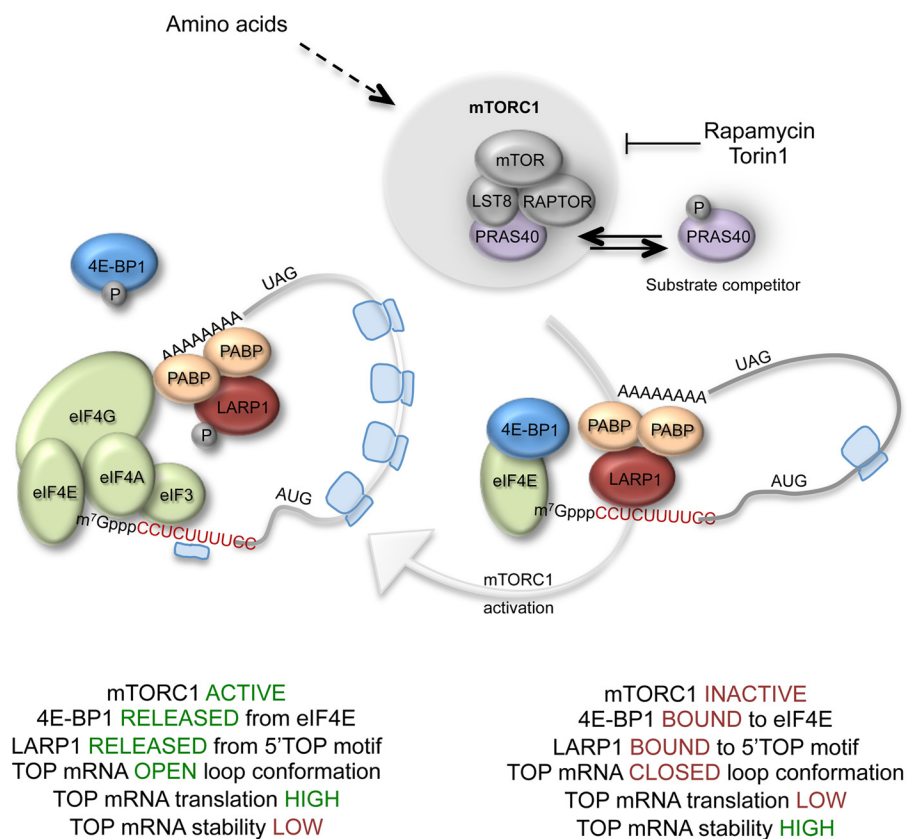 Amino acids
mTORC1
Rapamycin
Torin1
mTOR
LST8
RAPTOR
PRAS40
P
PRAS40
Substrate competitor
4E-BP1
P
UAG
AAAAAAAA
PABP
PABP
LARP1
P
eIF4G
eIF4E
eIF4A
eIF3
AUG
m⁷GpppCCUCUUUUCC
UAG
AAAAAAAA
4E-BP1
PABP
PABP
eIF4E
LARP1
AUG
m⁷GpppCCUCUUUUCC
mTORC1
activation
mTORC1 ACTIVE
4E-BP1 RELEASED from eIF4E
LARP1 RELEASED from 5'TOP motif
TOP mRNA OPEN loop conformation
TOP mRNA translation HIGH
TOP mRNA stability LOW
mTORC1 INACTIVE
4E-BP1 BOUND to eIF4E
LARP1 BOUND to 5'TOP motif
TOP mRNA CLOSED loop conformation
TOP mRNA translation LOW
TOP mRNA stability HIGH